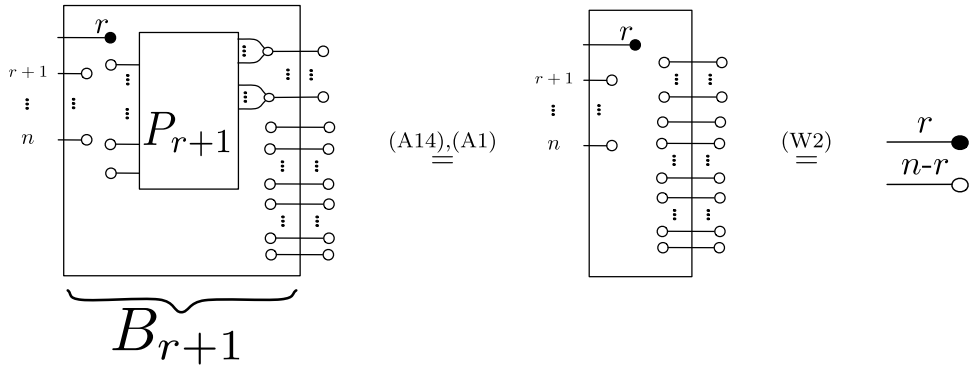 r
r + 1
n
P_{r+1}
B_{r+1}
(A14),(A1)
=
r
r + 1
n
(W2)
=
r
n-r